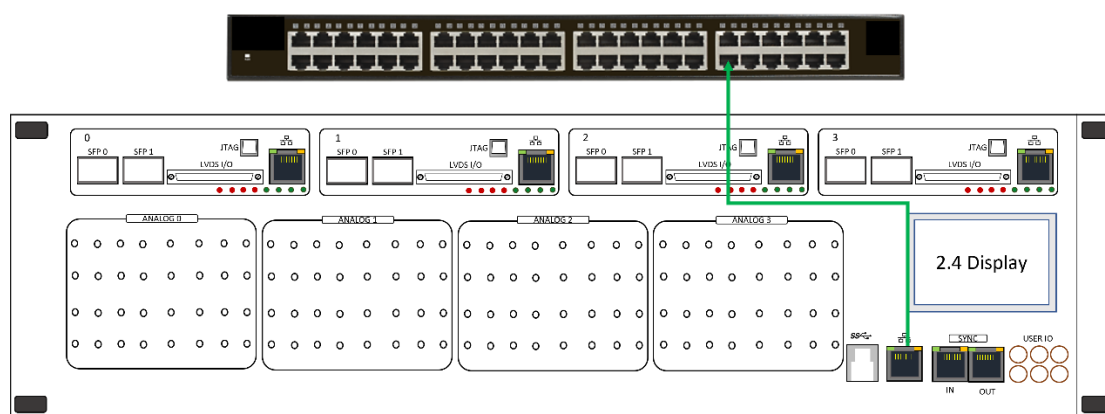 0
SFP 0
SFP 1
JTAG
LVDS I/O
1
SFP 0
SFP 1
JTAG
LVDS I/O
2
SFP 0
SFP 1
JTAG
LVDS I/O
3
SFP 0
SFP 1
JTAG
LVDS I/O
ANALOG 0
ANALOG 1
ANALOG 2
ANALOG 3
2.4 Display
SS
SYNC
USER IO
IN
OUT